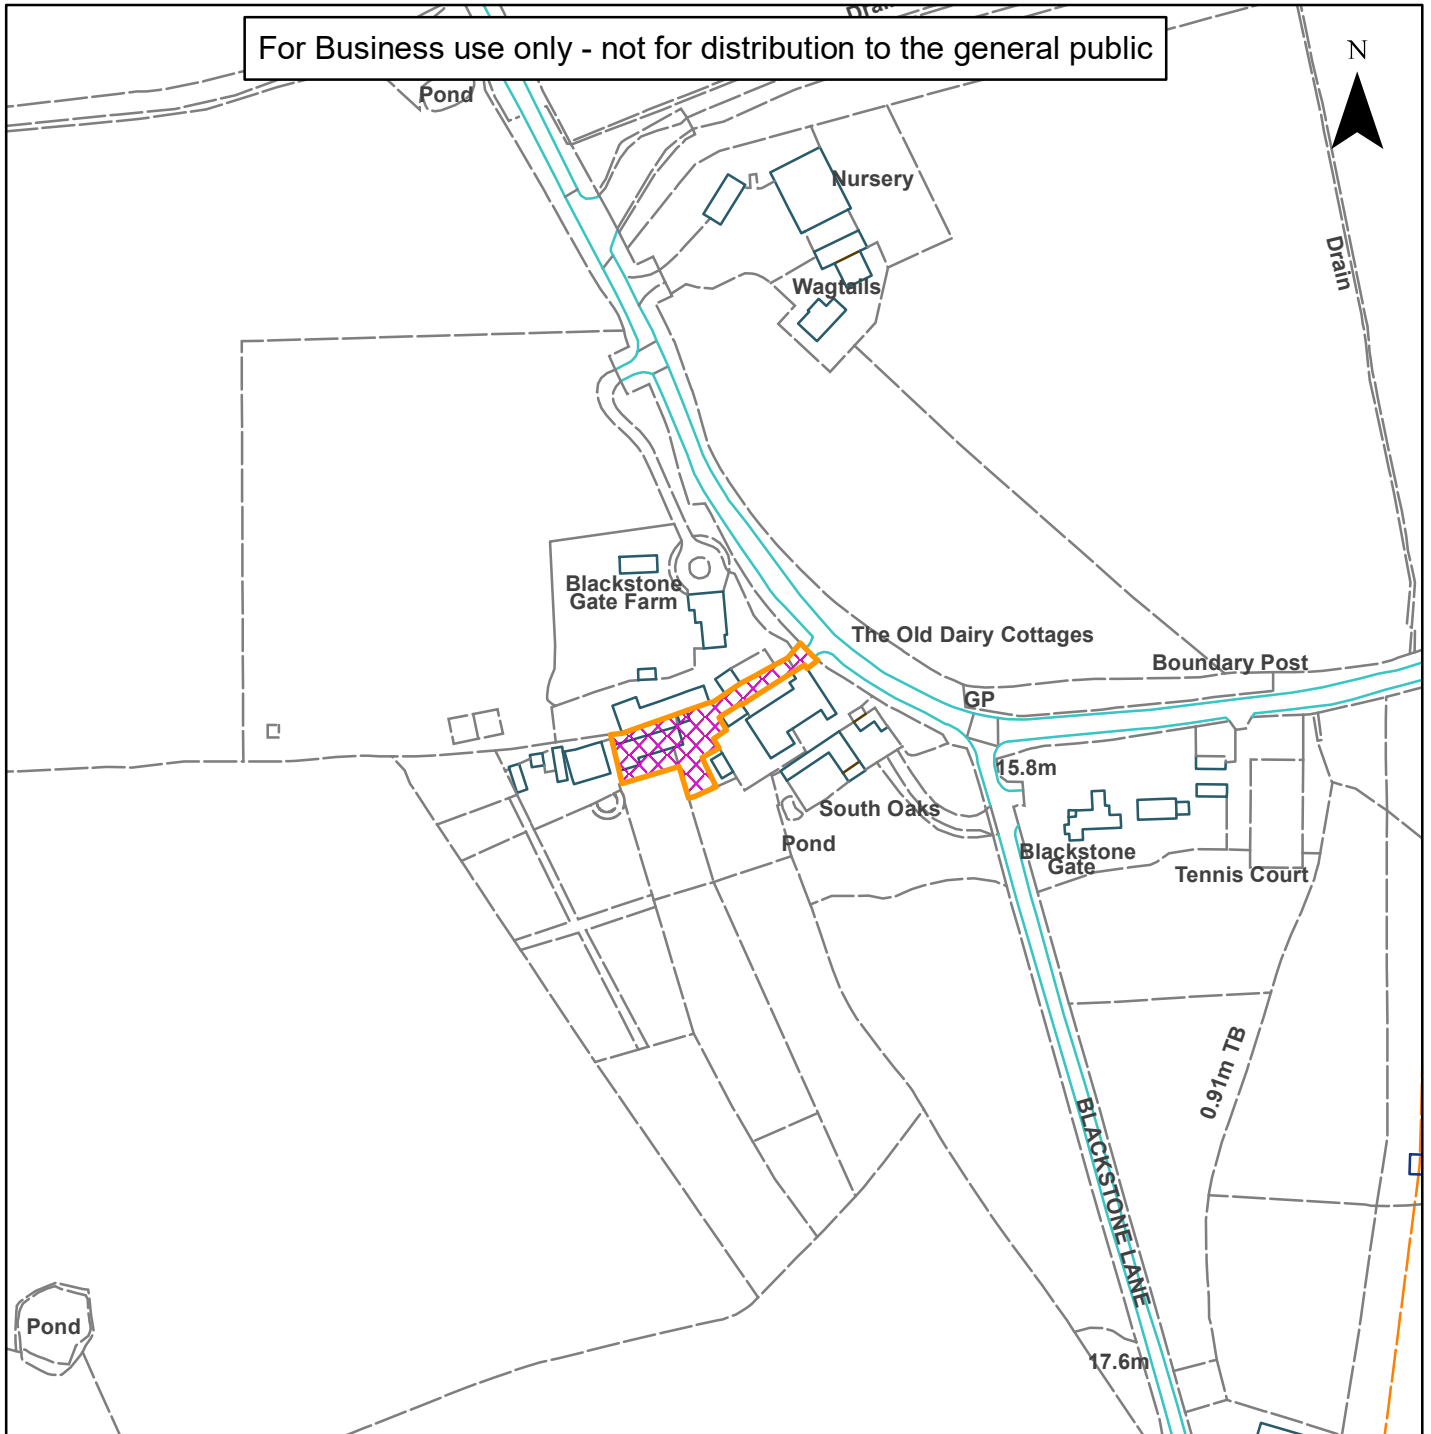 Drain
For Business use only - not for distribution to the general public
N
Pond
Nursery
Drain
Wagtails
Blackstone
Gate Farm
The Old Dairy Cottages
Boundary Post
GP
15.8m
South Oaks
Pond
Blackstone
Gate
Tennis Court
0.91m TB
BLACKSTONE LANE
Pond
17.6m